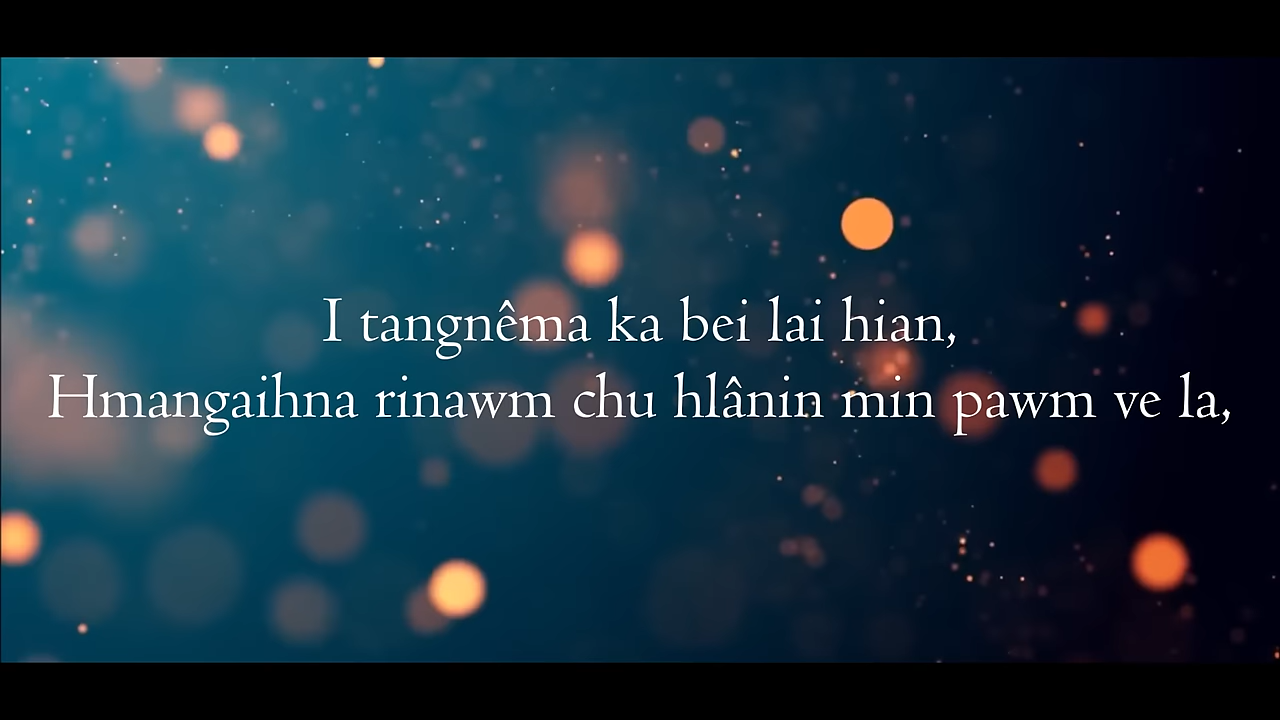 I tangnêma ka bei lai hian,
Hmangaihna rinawm chu hlânin min pawm ve la,